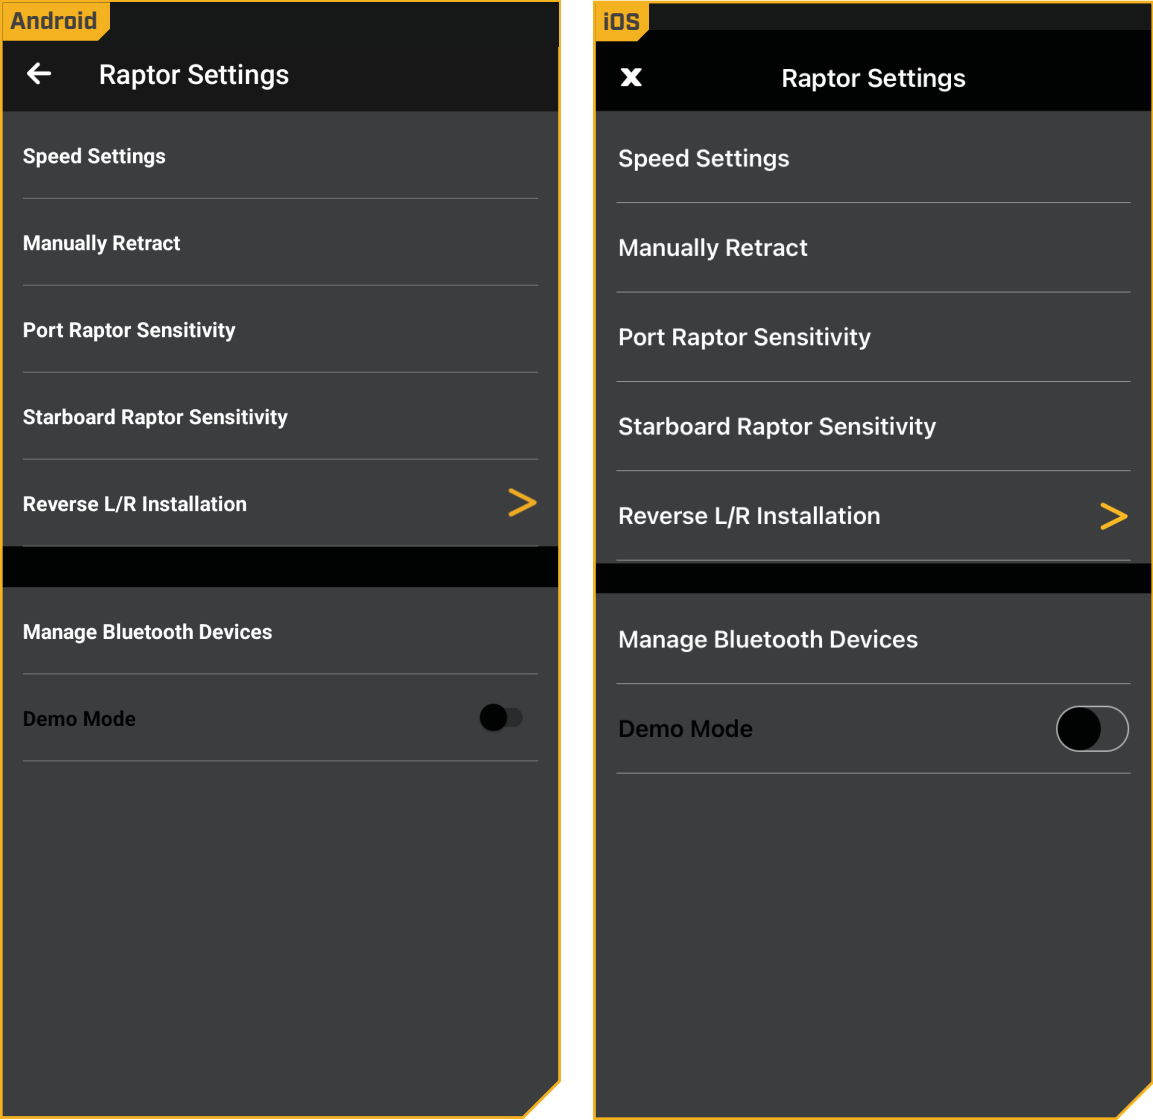 Android
Raptor Settings
Speed Settings
Manually Retract
Port Raptor Sensitivity
Starboard Raptor Sensitivity
Reverse L/R Installation
Manage Bluetooth Devices
Demo Mode
iOS
Raptor Settings
Speed Settings
Manually Retract
Port Raptor Sensitivity
Starboard Raptor Sensitivity
Reverse L/R Installation
Manage Bluetooth Devices
Demo Mode